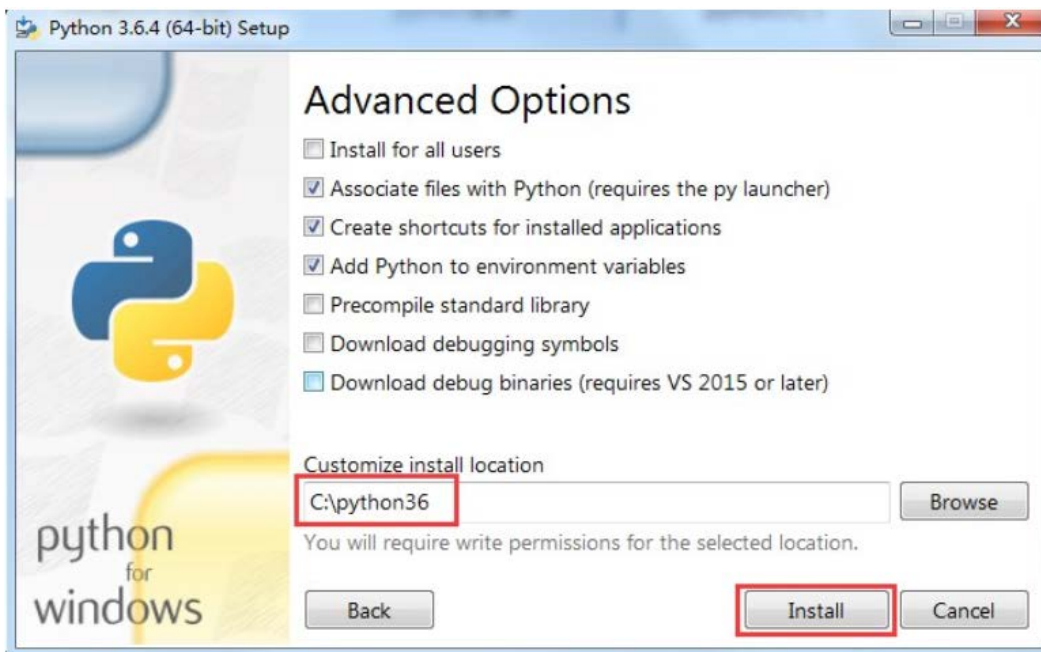 Python 3.6.4 (64-bit) Setup
Advanced Options
Install for all users
Associate files with Python (requires the py launcher)
Create shortcuts for installed applications
Add Python to environment variables
Precompile standard library
Download debugging symbols
Download debug binaries (requires VS 2015 or later)
Customize install location
C:\python36
Browse
You will require write permissions for the selected location.
python
for
windows
Back
Install
Cancel